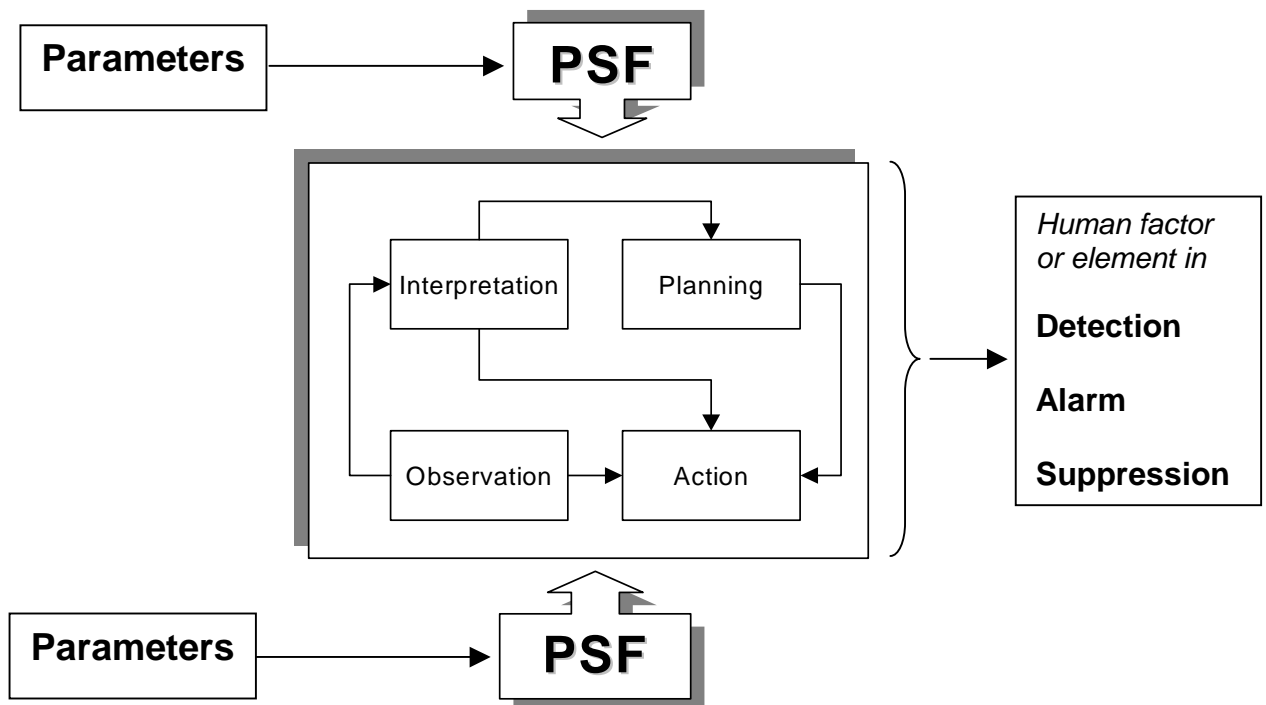 Parameters
PSF
Interpretation
Planning
Observation
Action
Human factor
or element in
Detection
Alarm
Suppression
Parameters
PSF